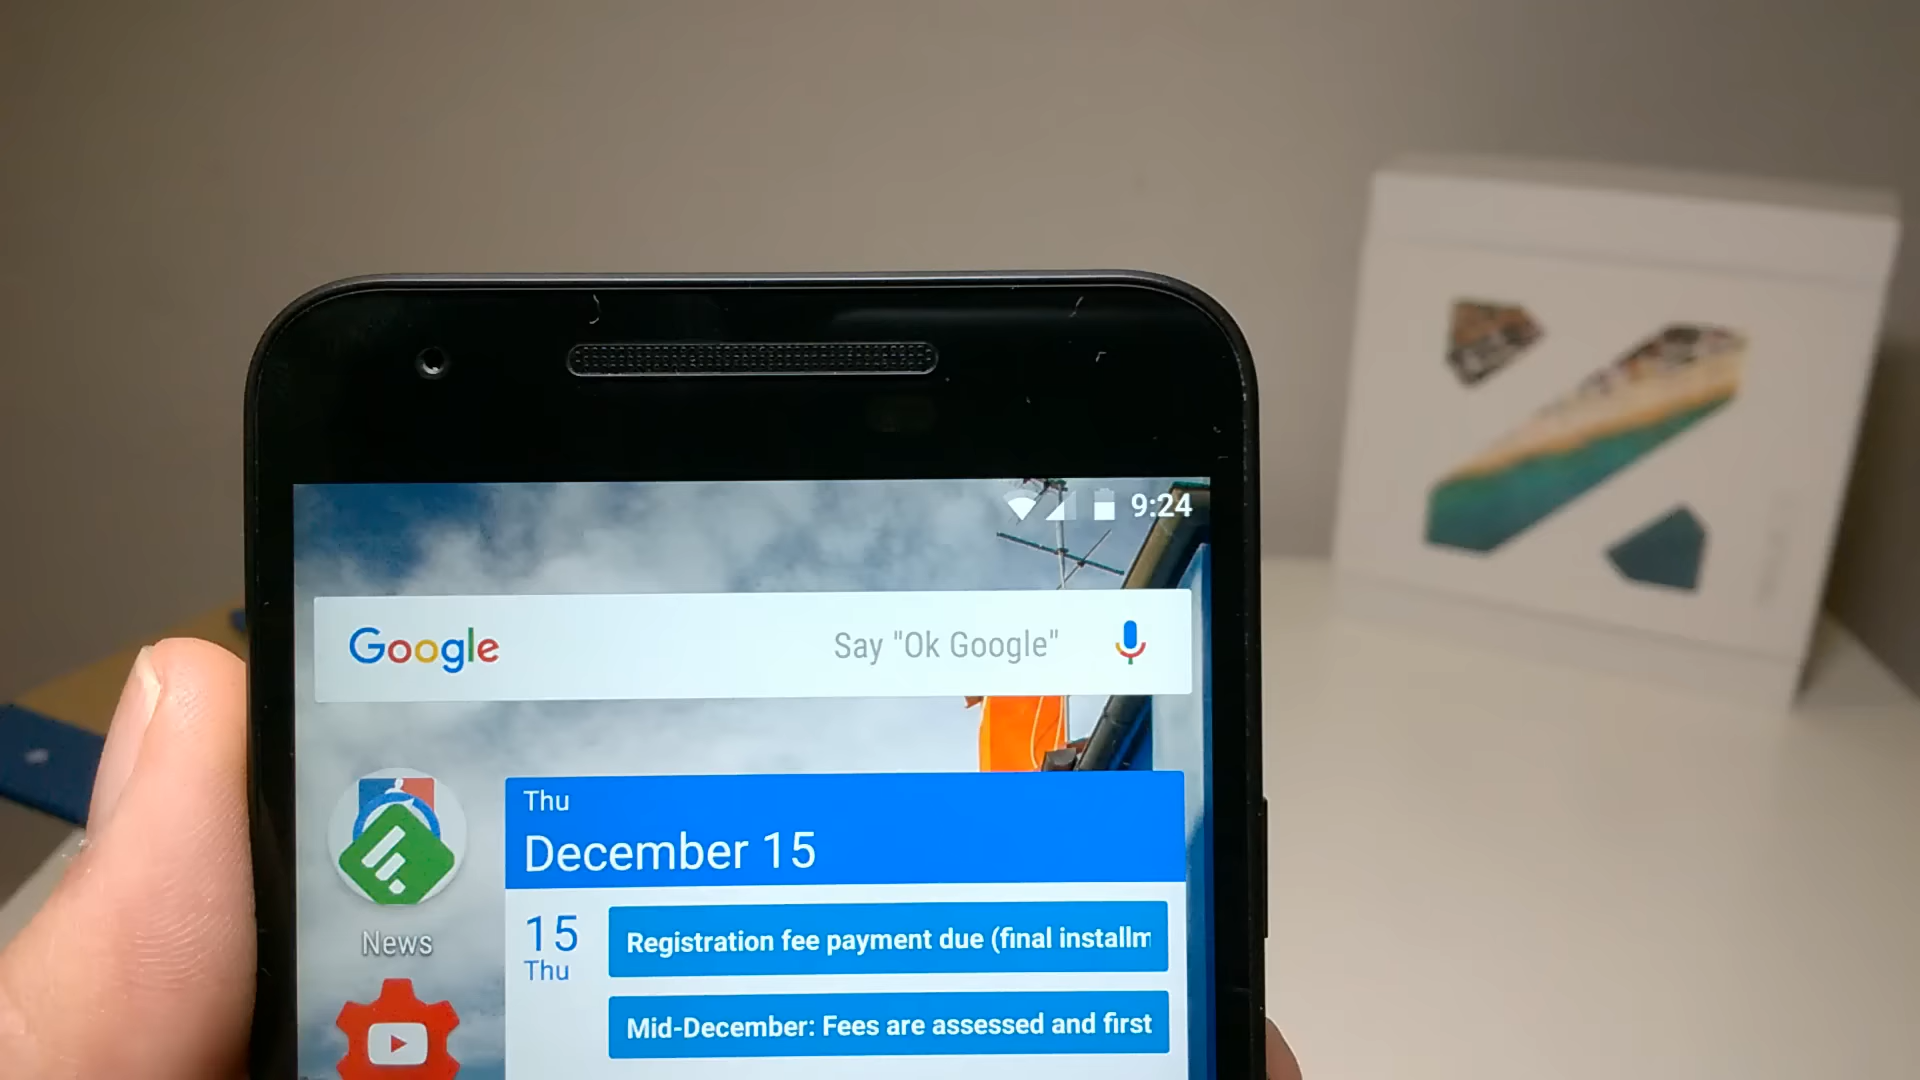 9:24
Google Say "Ok Google"
Thu
December 15
15
Thu
Registration fee payment due (final installm
Mid-December: Fees are assessed and first
News